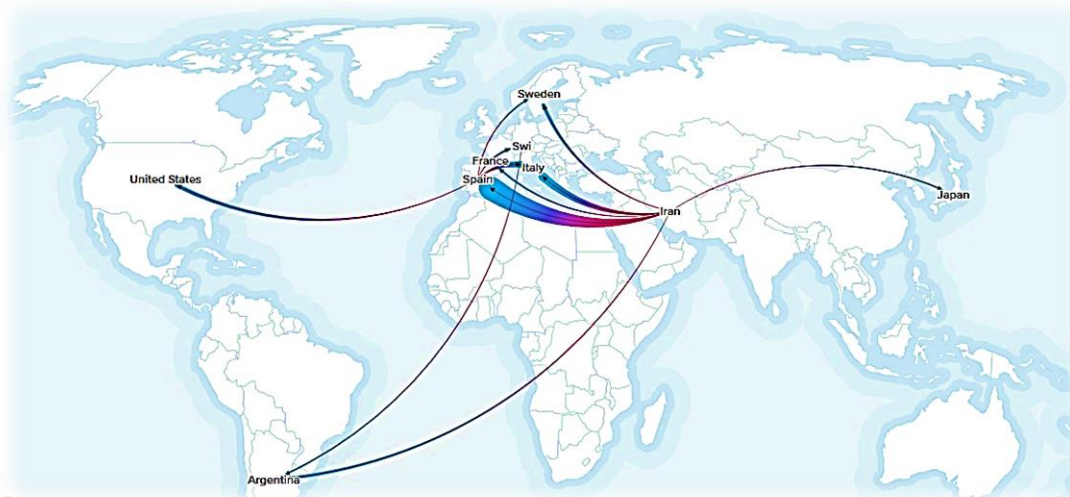 Sweden
Swi
France
Italy
United States
Spain
Japan
Iran
Argentina